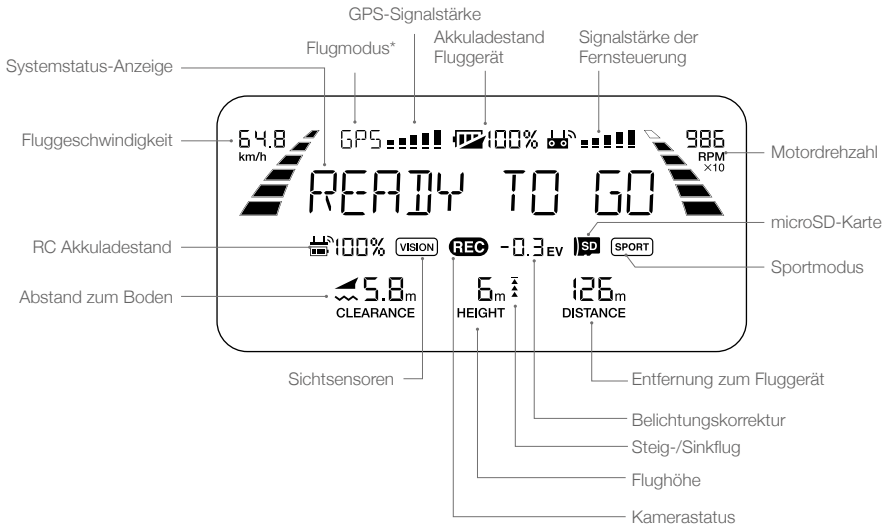 GPS-Signalstärke
Flugmodus*
Akkuladestand
Fluggerät
Signalstärke der
Fernsteuerung
Systemstatus-Anzeige
Fluggeschwindigkeit
64.8
km/h
GPS
100%
986
RPM
×10
Motordrehzahl
READY TO GO
microSD-Karte
RC Akkuladestand
100%
VISION
REC
-0.3 EV
SD
SPORT
Sportmodus
Abstand zum Boden
5.8m
CLEARANCE
6m
HEIGHT
126m
DISTANCE
Sichtsensoren
Entfernung zum Fluggerät
Belichtungskorrektur
Steig-/Sinkflug
Flughöhe
Kamerastatus